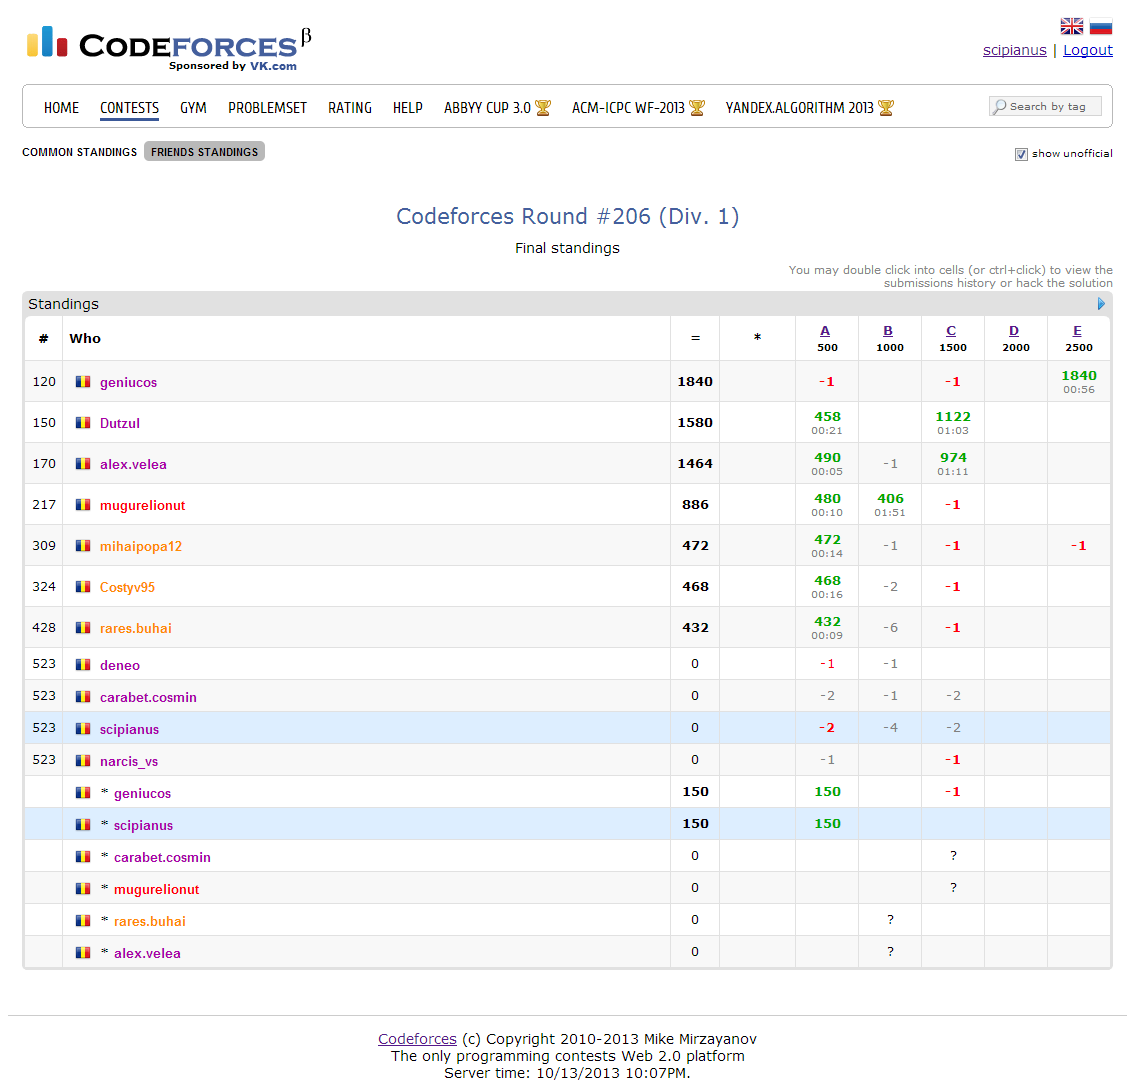 CODEFORCES β
Sponsored by VK.com
scipianus | Logout
HOME CONTESTS GYM PROBLEMSET RATING HELP ABBYY CUP 3.0 ACM-ICPC WF-2013 YANDEX.ALGORITHM 2013 Search by tag
COMMON STANDINGS FRIENDS STANDINGS show unofficial
Codeforces Round #206 (Div. 1)
Final standings
You may double click into cells (or ctrl+click) to view the
submissions history or hack the solution
Standings
# Who = * A B C D E
500 1000 1500 2000 2500
120 geniucos 1840 -1 -1 1840
00:56
150 Dutzul 1580 458 1122
00:21 01:03
170 alex.velea 1464 490 -1 974
00:05 01:11
217 mugurelionut 886 480 406 -1
00:10 01:51
309 mihaipopa12 472 472 -1 -1 -1
00:14
324 Costyv95 468 468 -2 -1
00:16
428 rares.buhai 432 432 -6 -1
00:09
523 deneo 0 -1 -1
523 carabet.cosmin 0 -2 -1 -2
523 scipianus 0 -2 -4 -2
523 narcis_vs 0 -1 -1
* geniucos 150 150 -1
* scipianus 150 150
* carabet.cosmin 0 ?
* mugurelionut 0 ?
* rares.buhai 0 ?
* alex.velea 0 ?
Codeforces (c) Copyright 2010-2013 Mike Mirzayanov
The only programming contests Web 2.0 platform
Server time: 10/13/2013 10:07PM.